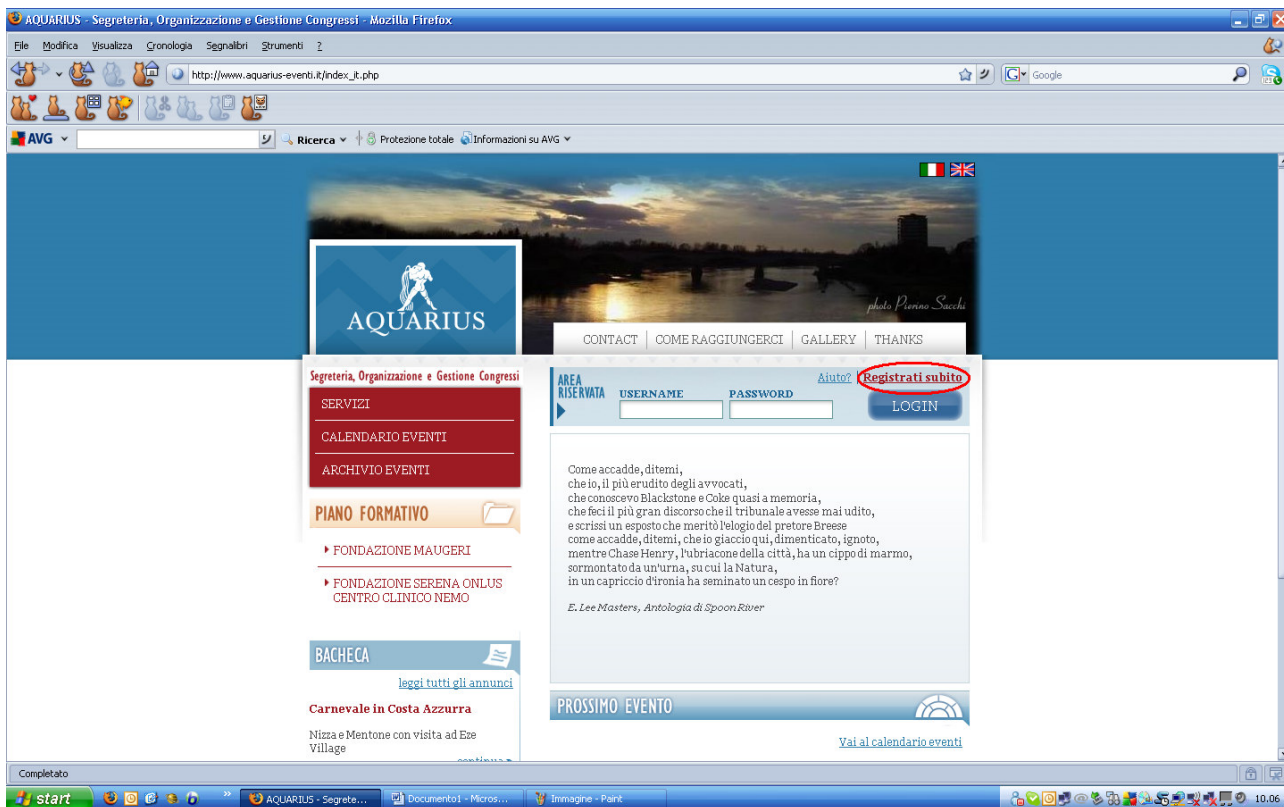 AQUARIUS - Segreteria, Organizzazione e Gestione Congressi - Mozilla Firefox
File Modifica Visualizza Cronologia Segnalibri Strumenti ?
http://www.aquarius-eventi.it/index_it.php
Google
AVG
Ricerca
Protezione totale
Informazioni su AVG
photo Pierino Sacchi
AQUARIUS
CONTACT COME RAGGIUNGERCI GALLERY THANKS
Segreteria, Organizzazione e Gestione Congressi
SERVIZI
CALENDARIO EVENTI
ARCHIVIO EVENTI
AREA
RISERVATA
USERNAME
PASSWORD
Aiuto? | Registrati subito
LOGIN
PIANO FORMATIVO
FONDAZIONE MAUGERI
FONDAZIONE SERENA ONLUS
CENTRO CLINICO NEMO
Come accadde, ditemi,
che io, il più erudito degli avvocati,
che conoscevo Blackstone e Coke quasi a memoria,
che feci il più gran discorso che il tribunale avesse mai udito,
e scrissi un esposto che meritò l'elogio del pretore Breese
come accadde, ditemi, che io giaccio qui, dimenticato, ignoto,
mentre Chase Henry, l'ubriacone della città, ha un cippo di marmo,
sormontato da un'urna, su cui la Natura,
in un capriccio d'ironia ha seminato un cespo in fiore?
E. Lee Masters, Antologia di Spoon River
BACHECA
leggi tutti gli annunci
Carnevale in Costa Azzurra
Nizza e Mentone con visita ad Eze
Village
continua
PROSSIMO EVENTO
Vai al calendario eventi
Completato
start
AQUARIUS - Segrete...
Documento1 - Micros...
Immagine - Paint
10.06